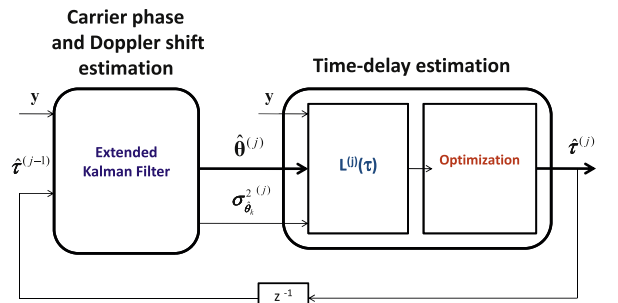 Carrier phase
and Doppler shift
estimation
Time-delay estimation
y
y
τ̂^(j−1)
Extended
Kalman Filter
θ̂^(j)
σ²_θ̂k^(j)
L^(j)(τ)
Optimization
τ̂^(j)
z^-1